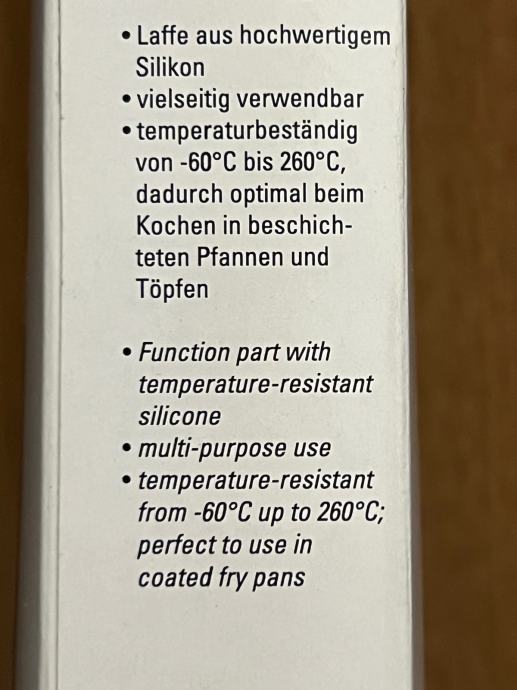 • Laffe aus hochwertigem
Silikon
• vielseitig verwendbar
• temperaturbeständig
von -60°C bis 260°C,
dadurch optimal beim
Kochen in beschich-
teten Pfannen und
Töpfen
• Function part with
temperature-resistant
silicone
• multi-purpose use
• temperature-resistant
from -60°C up to 260°C;
perfect to use in
coated fry pans